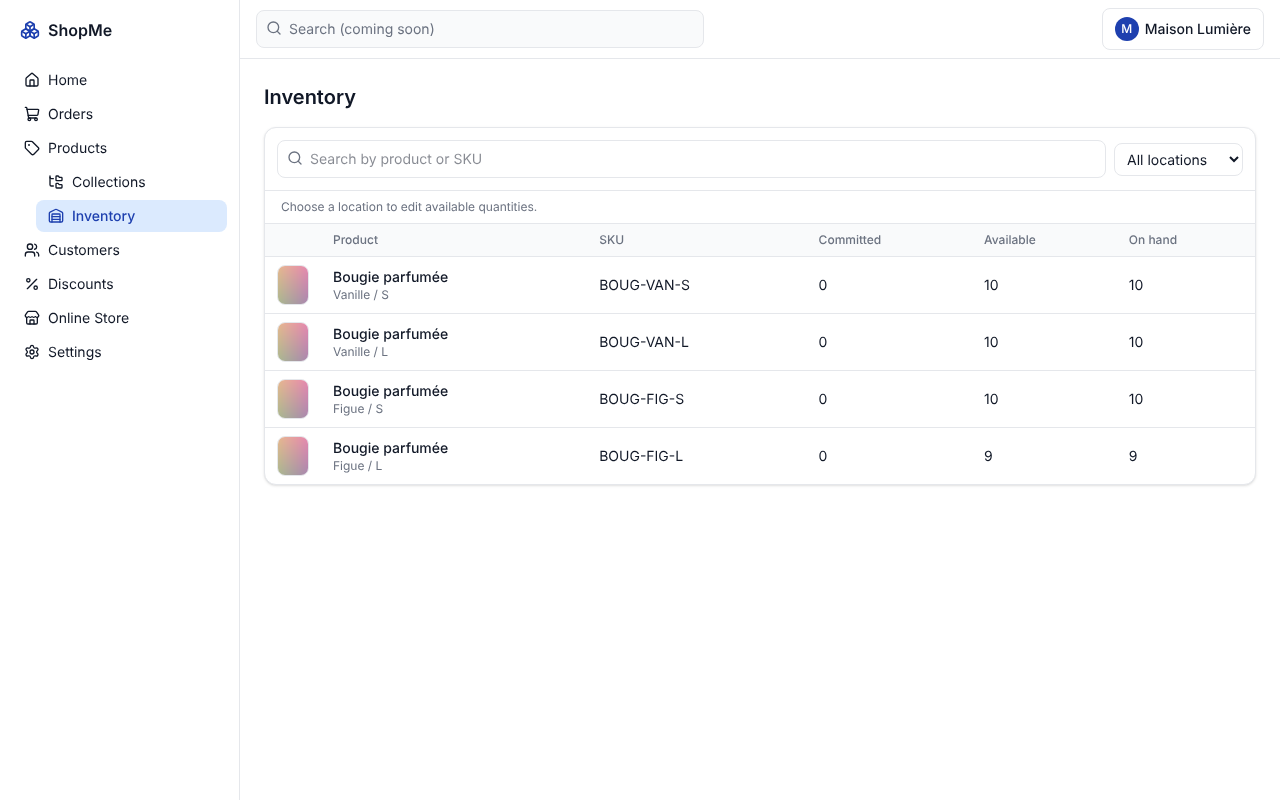 ShopMe
Search (coming soon)
M Maison Lumière
Home
Orders
Products
Collections
Inventory
Customers
Discounts
Online Store
Settings
Inventory
Search by product or SKU
All locations
Choose a location to edit available quantities.
Product SKU Committed Available On hand
Bougie parfumée
Vanille / S
BOUG-VAN-S 0 10 10
Bougie parfumée
Vanille / L
BOUG-VAN-L 0 10 10
Bougie parfumée
Figue / S
BOUG-FIG-S 0 10 10
Bougie parfumée
Figue / L
BOUG-FIG-L 0 9 9